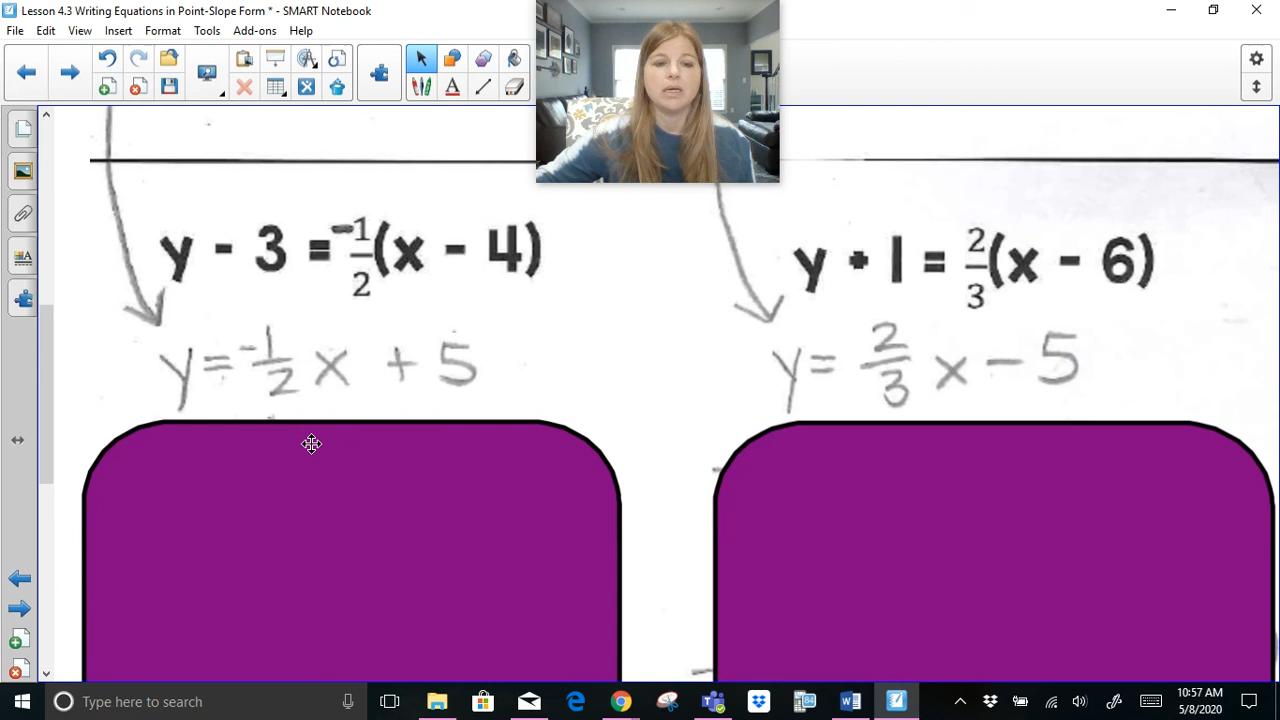 Lesson 4.3 Writing Equations in Point-Slope Form * - SMART Notebook
File Edit View Insert Format Tools Add-ons Help
y - 3 = -1/2(x - 4)
y + 1 = 2/3(x - 6)
y = -1/2 x + 5
y = 2/3 x - 5
Type here to search
10:57 AM
5/8/2020